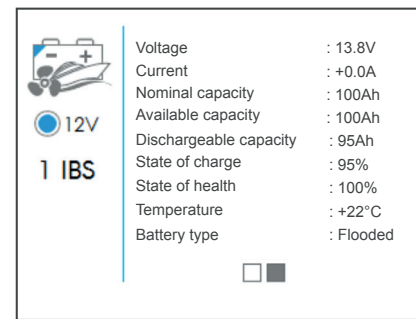 12V
1 IBS
Voltage : 13.8V
Current : +0.0A
Nominal capacity : 100Ah
Available capacity : 100Ah
Dischargeable capacity : 95Ah
State of charge : 95%
State of health : 100%
Temperature : +22°C
Battery type : Flooded